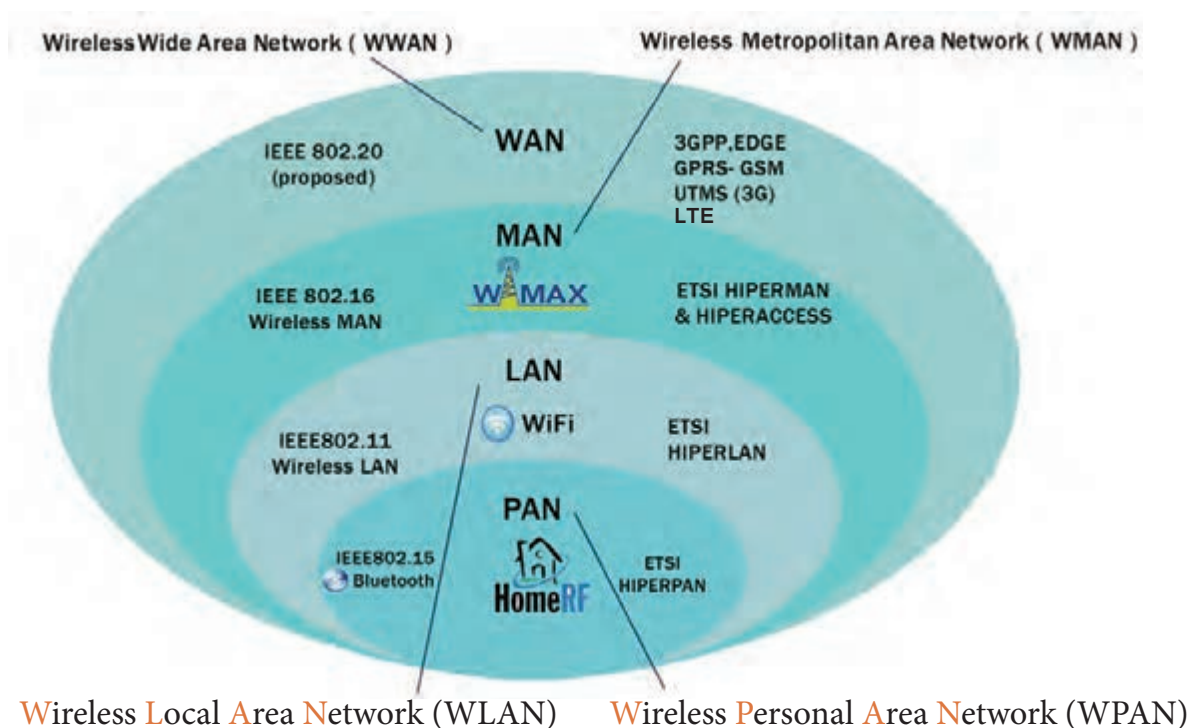 Wireless Wide Area Network ( WWAN )
Wireless Metropolitan Area Network ( WMAN )
WAN
IEEE 802.20
(proposed)
3GPP,EDGE
GPRS- GSM
UTMS (3G)
LTE
MAN
WiMAX
IEEE 802.16
Wireless MAN
ETSI HIPERMAN
& HIPERACCESS
LAN
WiFi
IEEE802.11
Wireless LAN
ETSI
HIPERLAN
PAN
IEEE802.15
Bluetooth
HomeRF
ETSI
HIPERPAN
Wireless Local Area Network (WLAN)
Wireless Personal Area Network (WPAN)